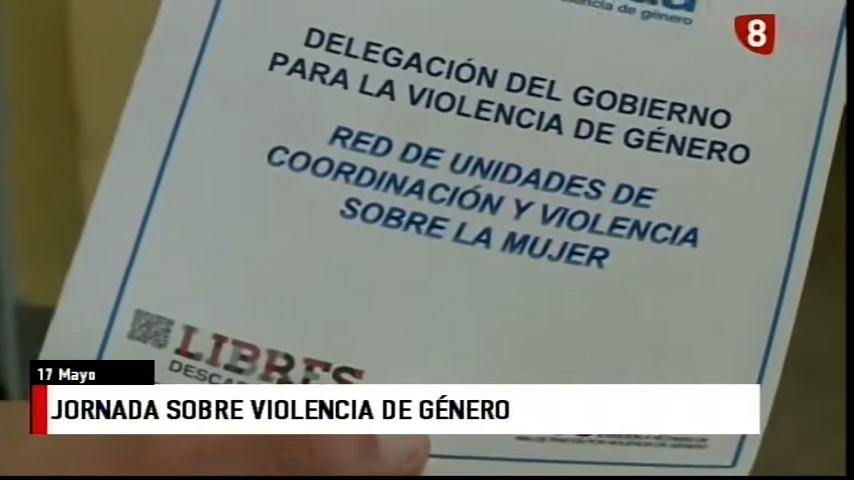 violencia de género
8
DELEGACIÓN DEL GOBIERNO
PARA LA VIOLENCIA DE GÉNERO
RED DE UNIDADES DE
COORDINACIÓN Y VIOLENCIA
SOBRE LA MUJER
LIBRES
17 Mayo
JORNADA SOBRE VIOLENCIA DE GÉNERO